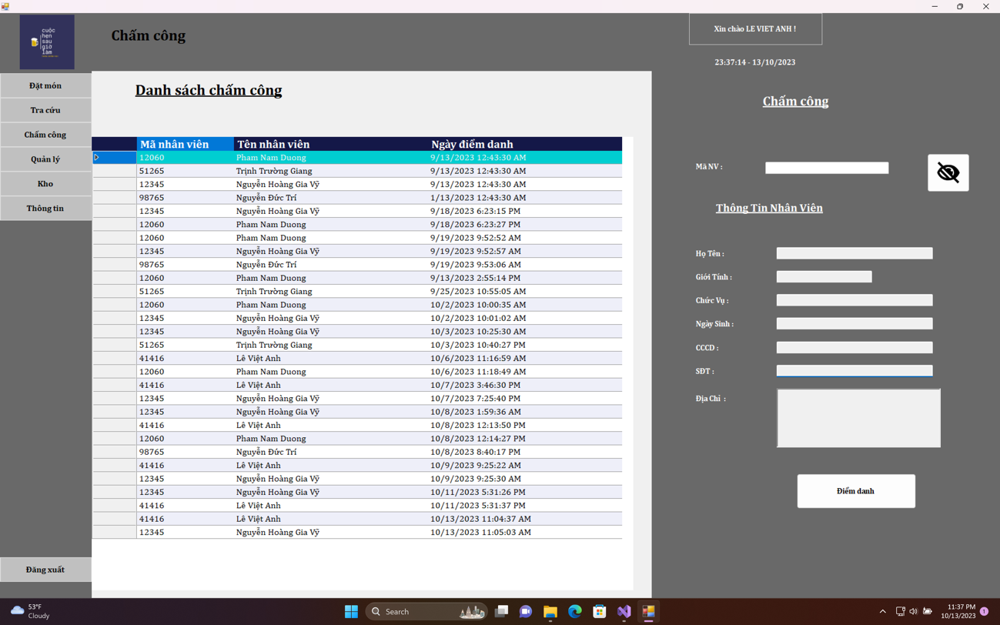 cuộc
hẹn
sau
giờ
làm
Chấm công
Xin chào LE VIET ANH !
23:37:14 - 13/10/2023
Đặt món
Tra cứu
Chấm công
Quản lý
Kho
Thông tin
Đăng xuất
Danh sách chấm công
Mã nhân viên Tên nhân viên Ngày điểm danh
12060 Pham Nam Duong 9/13/2023 12:43:30 AM
51265 Trịnh Trường Giang 9/13/2023 12:43:30 AM
12345 Nguyễn Hoàng Gia Vỹ 9/13/2023 12:43:30 AM
98765 Nguyễn Đức Trí 1/13/2023 12:43:30 AM
12345 Nguyễn Hoàng Gia Vỹ 9/18/2023 6:23:15 PM
12060 Pham Nam Duong 9/18/2023 6:23:27 PM
12060 Pham Nam Duong 9/19/2023 9:52:52 AM
12345 Nguyễn Hoàng Gia Vỹ 9/19/2023 9:52:57 AM
98765 Nguyễn Đức Trí 9/19/2023 9:53:06 AM
12060 Pham Nam Duong 9/13/2023 2:55:14 PM
51265 Trịnh Trường Giang 9/25/2023 10:55:05 AM
12060 Pham Nam Duong 10/2/2023 10:00:35 AM
12345 Nguyễn Hoàng Gia Vỹ 10/2/2023 10:01:02 AM
12345 Nguyễn Hoàng Gia Vỹ 10/3/2023 10:25:30 AM
51265 Trịnh Trường Giang 10/3/2023 10:40:27 PM
41416 Lê Việt Anh 10/6/2023 11:16:59 AM
12060 Pham Nam Duong 10/6/2023 11:18:49 AM
41416 Lê Việt Anh 10/7/2023 3:46:30 PM
12345 Nguyễn Hoàng Gia Vỹ 10/7/2023 7:25:40 PM
12345 Nguyễn Hoàng Gia Vỹ 10/8/2023 1:59:36 AM
41416 Lê Việt Anh 10/8/2023 12:13:50 PM
12060 Pham Nam Duong 10/8/2023 12:14:27 PM
98765 Nguyễn Đức Trí 10/8/2023 8:40:17 PM
41416 Lê Việt Anh 10/9/2023 9:25:22 AM
12345 Nguyễn Hoàng Gia Vỹ 10/9/2023 9:25:30 AM
12345 Nguyễn Hoàng Gia Vỹ 10/11/2023 5:31:26 PM
41416 Lê Việt Anh 10/11/2023 5:31:37 PM
41416 Lê Việt Anh 10/13/2023 11:04:37 AM
12345 Nguyễn Hoàng Gia Vỹ 10/13/2023 11:05:03 AM
Chấm công
Mã NV :
Thông Tin Nhân Viên
Họ Tên :
Giới Tính :
Chức Vụ :
Ngày Sinh :
CCCD :
SĐT :
Địa Chỉ :
Điểm danh
53°F
Cloudy
Search
11:37 PM
10/13/2023
1